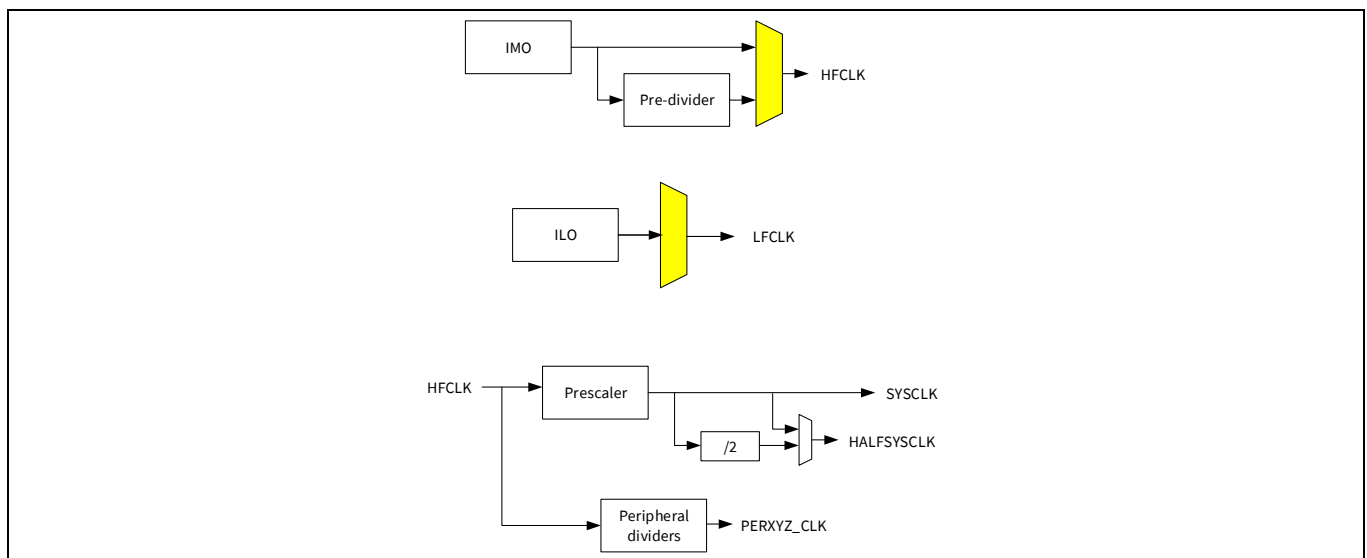 IMO
HFCLK
Pre-divider
ILO
LFCLK
HFCLK
Prescaler
SYSCLK
/2
HALFSYSCLK
Peripheral
dividers
PERXYZ_CLK